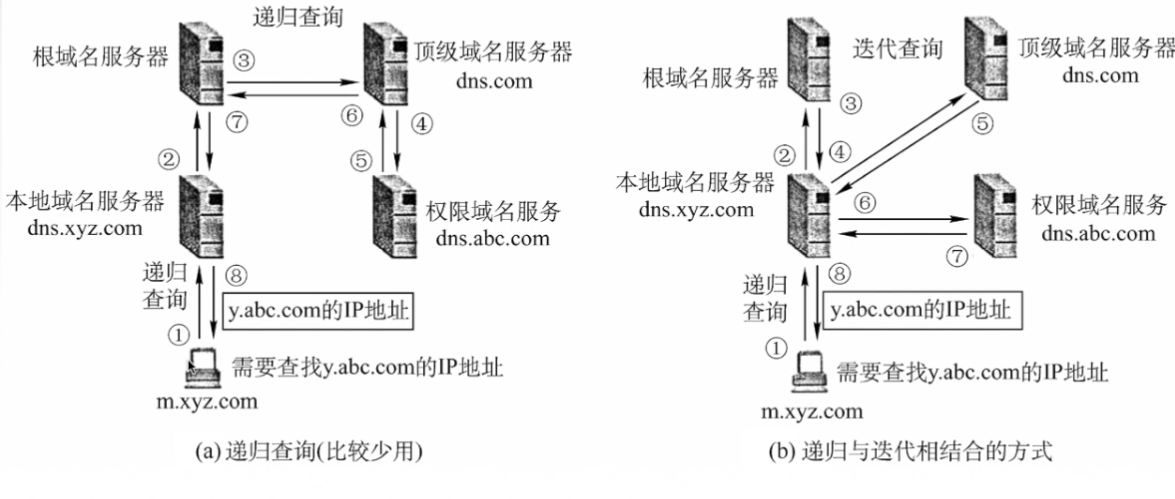 递归查询
根域名服务器
③
顶级域名服务器
dns.com
⑦
⑥
④
②
⑤
本地域名服务器
dns.xyz.com
权限域名服务
dns.abc.com
递归
查询
⑧
y.abc.com的IP地址
①
需要查找y.abc.com的IP地址
m.xyz.com
(a) 递归查询(比较少用)
迭代查询
根域名服务器
顶级域名服务器
dns.com
③
⑤
②
④
本地域名服务器
dns.xyz.com
⑥
权限域名服务
dns.abc.com
⑦
递归
查询
⑧
y.abc.com的IP地址
①
需要查找y.abc.com的IP地址
m.xyz.com
(b) 递归与迭代相结合的方式